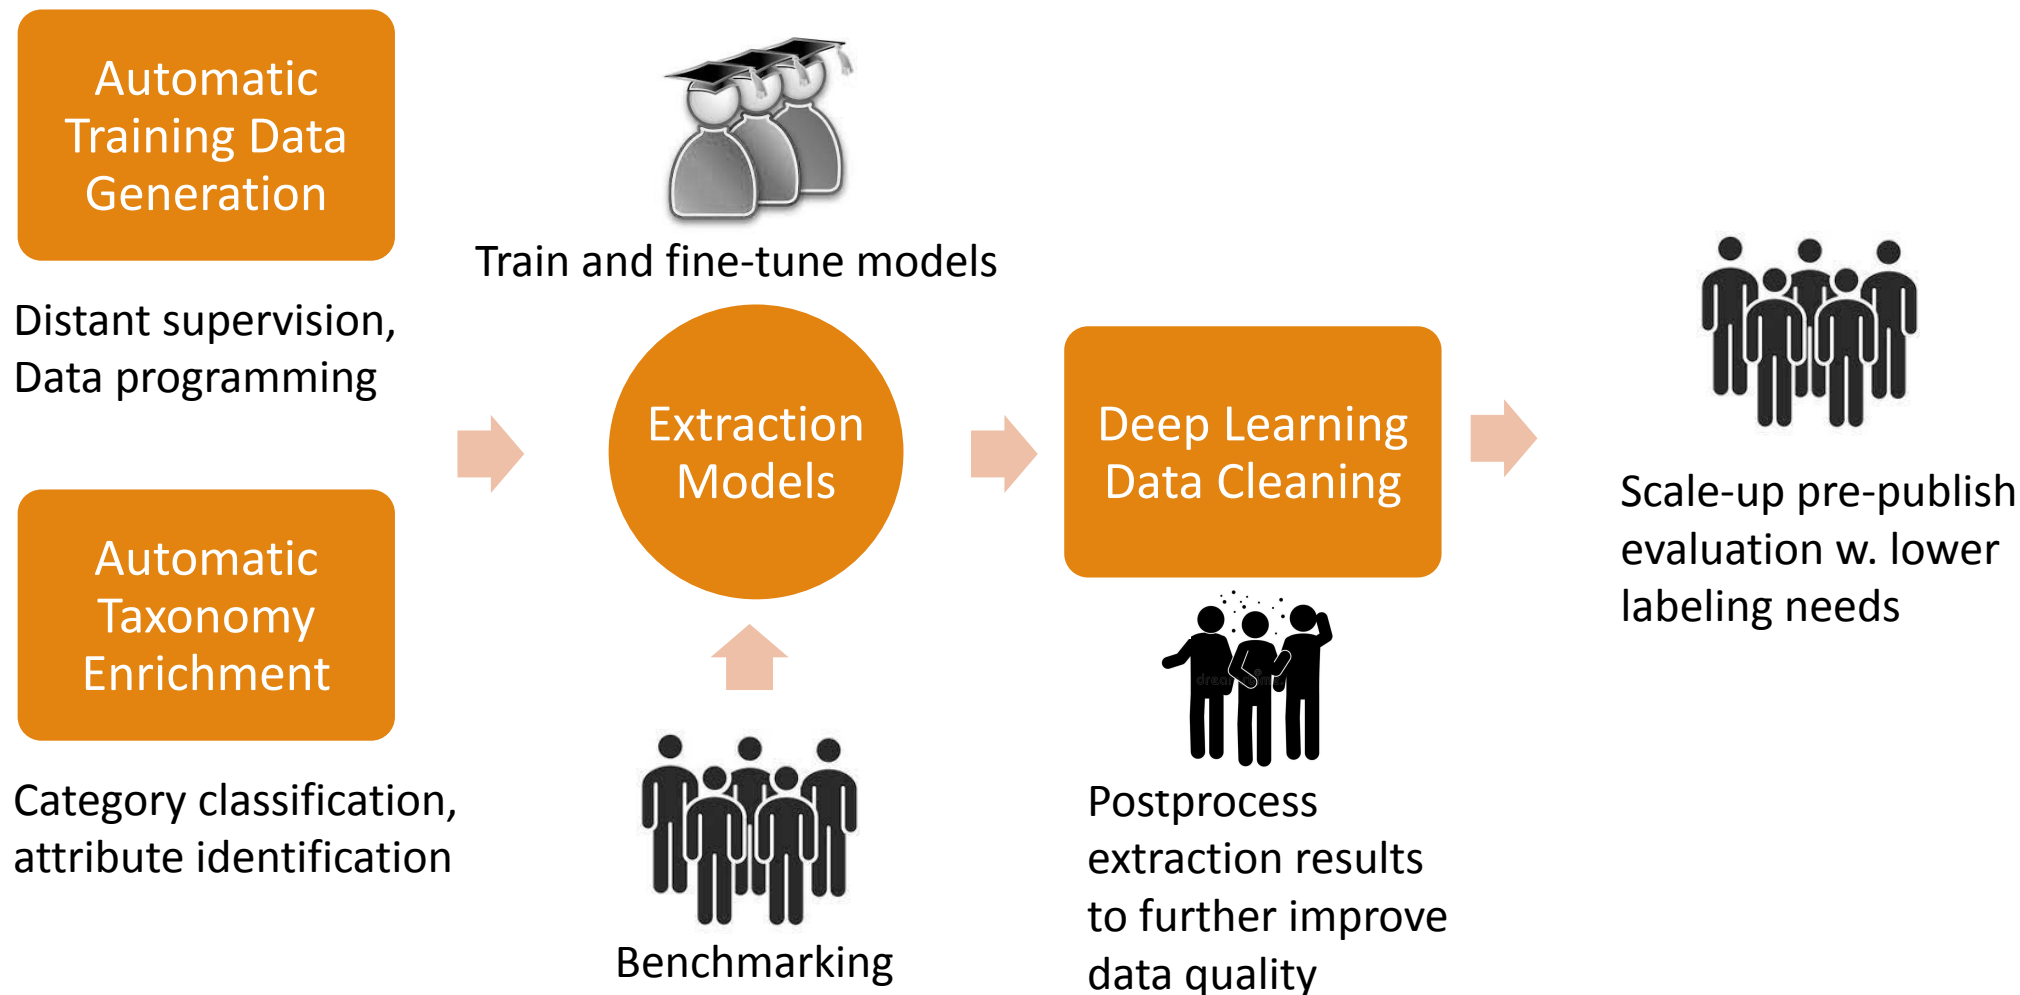 Automatic
Training Data
Generation
Distant supervision,
Data programming
Automatic
Taxonomy
Enrichment
Category classification,
attribute identification
Train and fine-tune models
Extraction
Models
Benchmarking
Deep Learning
Data Cleaning
Postprocess
extraction results
to further improve
data quality
Scale-up pre-publish
evaluation w. lower
labeling needs